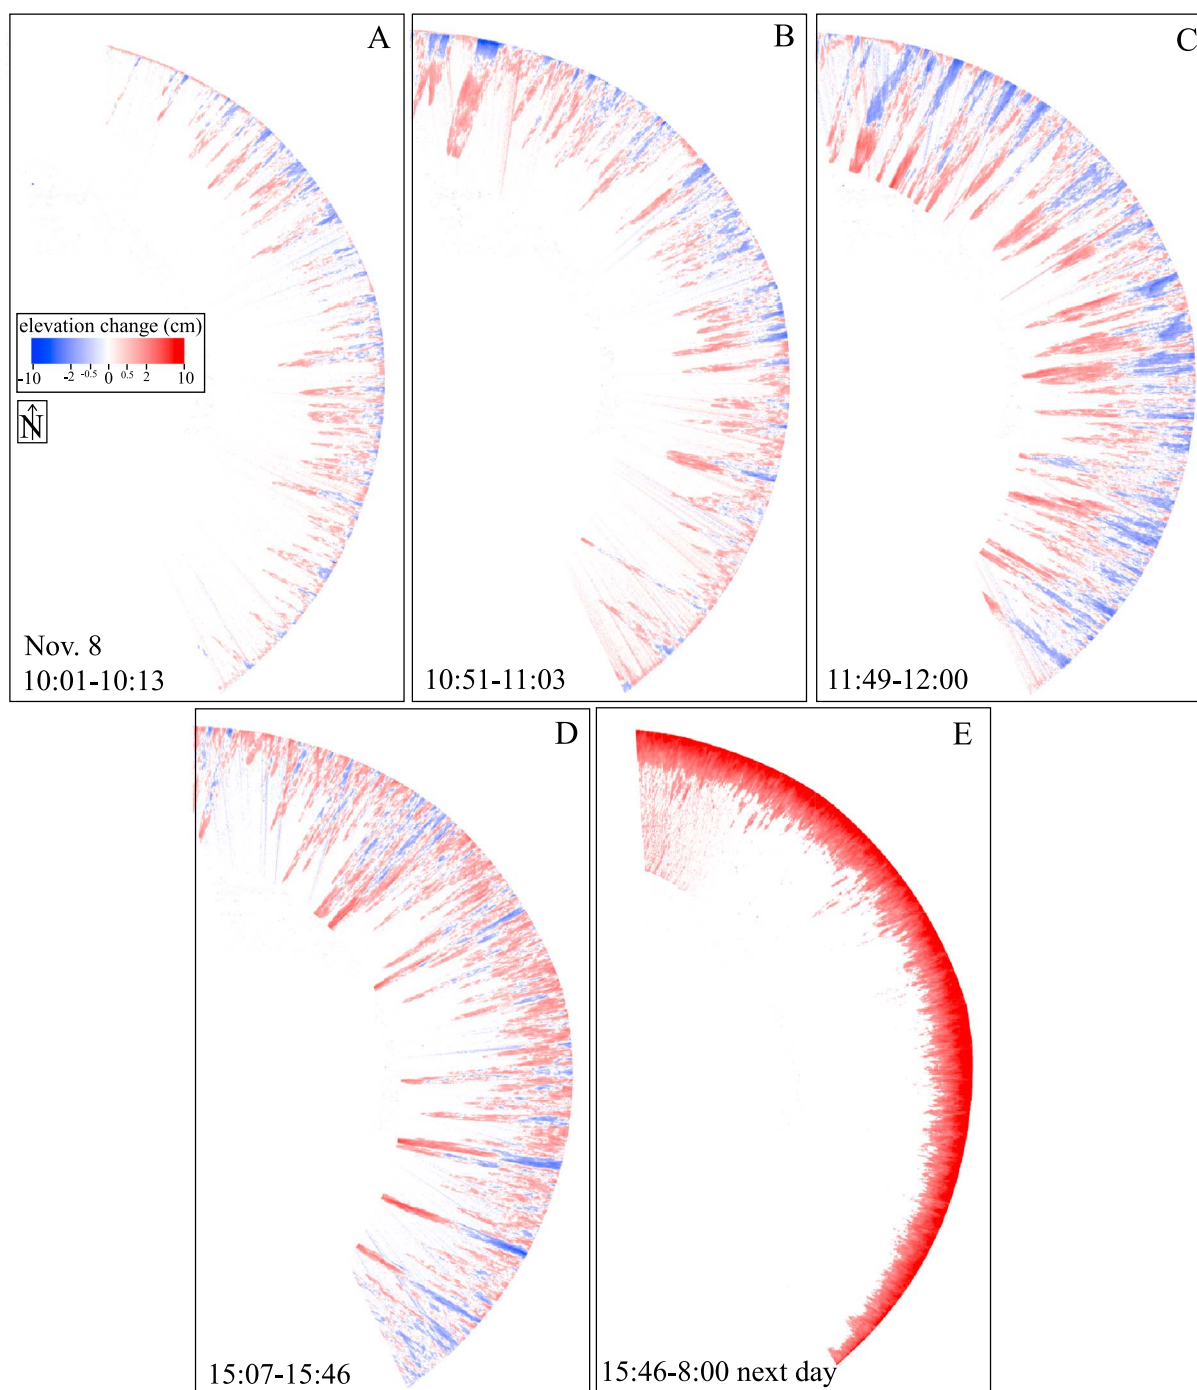 A
B
C
elevation change (cm)
-10 -2 -0.5 0 0.5 2 10
N
Nov. 8
10:01-10:13
10:51-11:03
11:49-12:00
D
E
15:07-15:46
15:46-8:00 next day